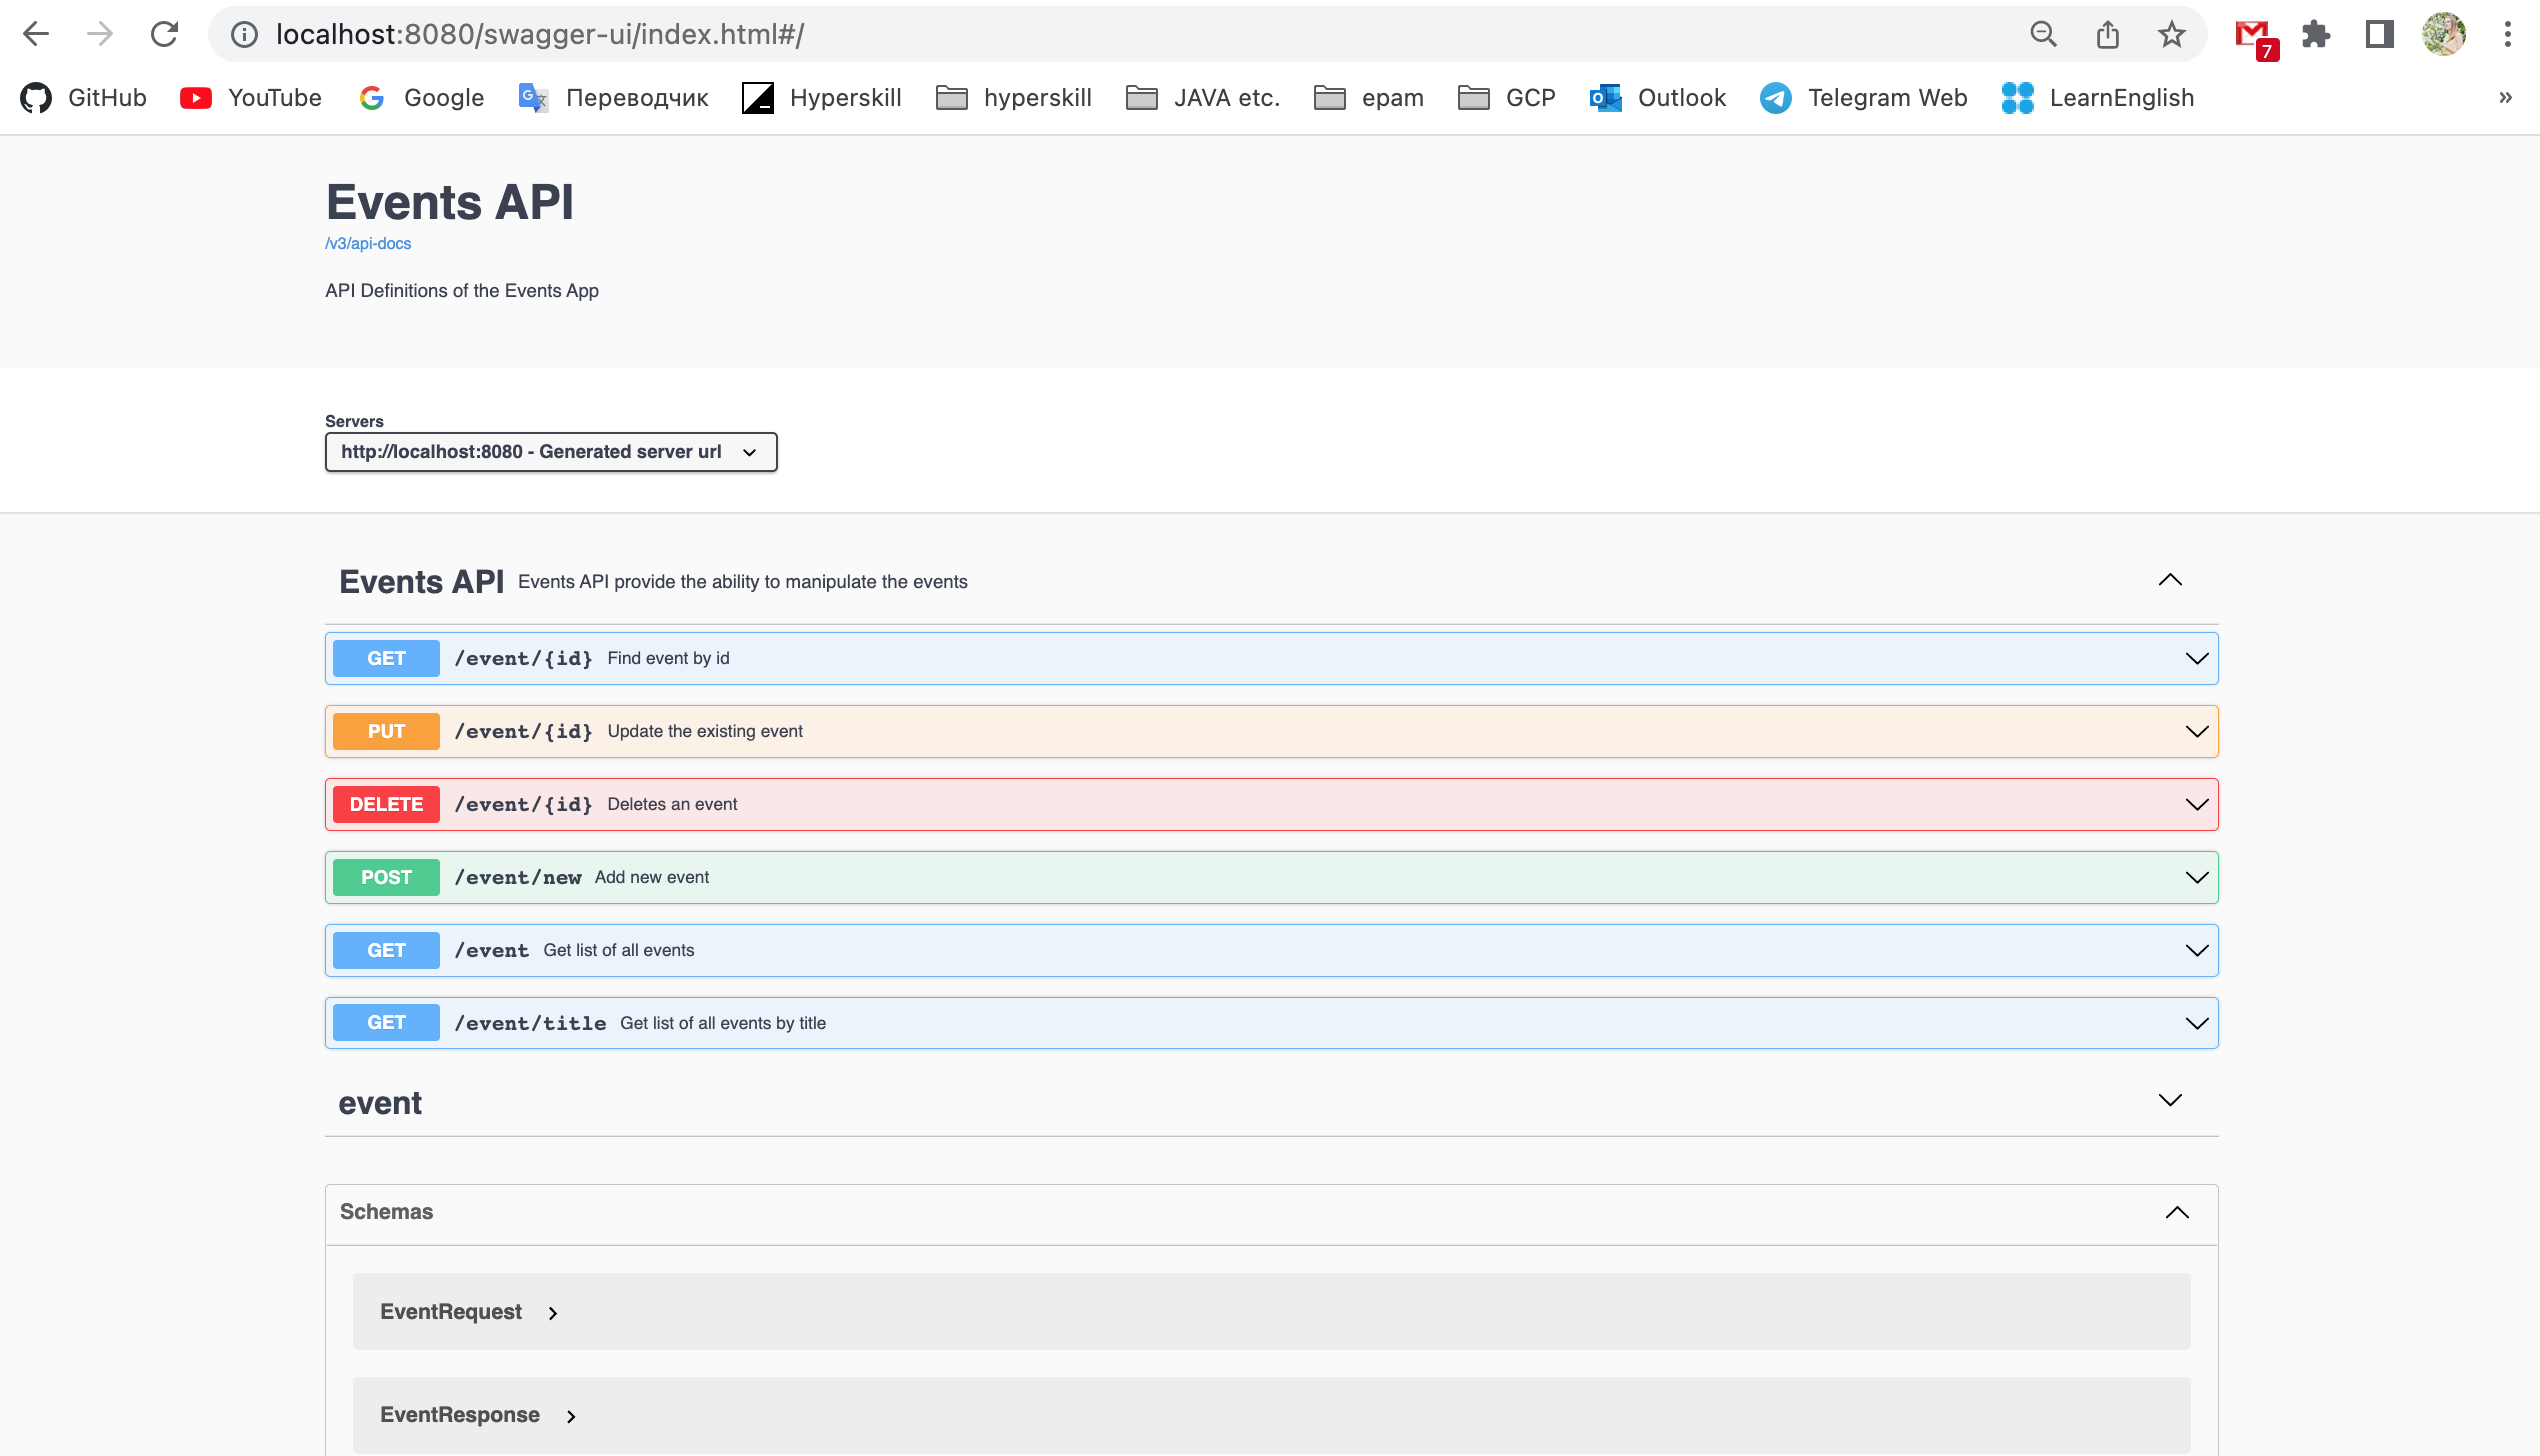 localhost:8080/swagger-ui/index.html#/
7
GitHub YouTube Google Переводчик Hyperskill hyperskill JAVA etc. epam GCP Outlook Telegram Web LearnEnglish »
Events API
/v3/api-docs
API Definitions of the Events App
Servers
http://localhost:8080 - Generated server url
Events API Events API provide the ability to manipulate the events
GET /event/{id} Find event by id
PUT /event/{id} Update the existing event
DELETE /event/{id} Deletes an event
POST /event/new Add new event
GET /event Get list of all events
GET /event/title Get list of all events by title
event
Schemas
EventRequest
EventResponse